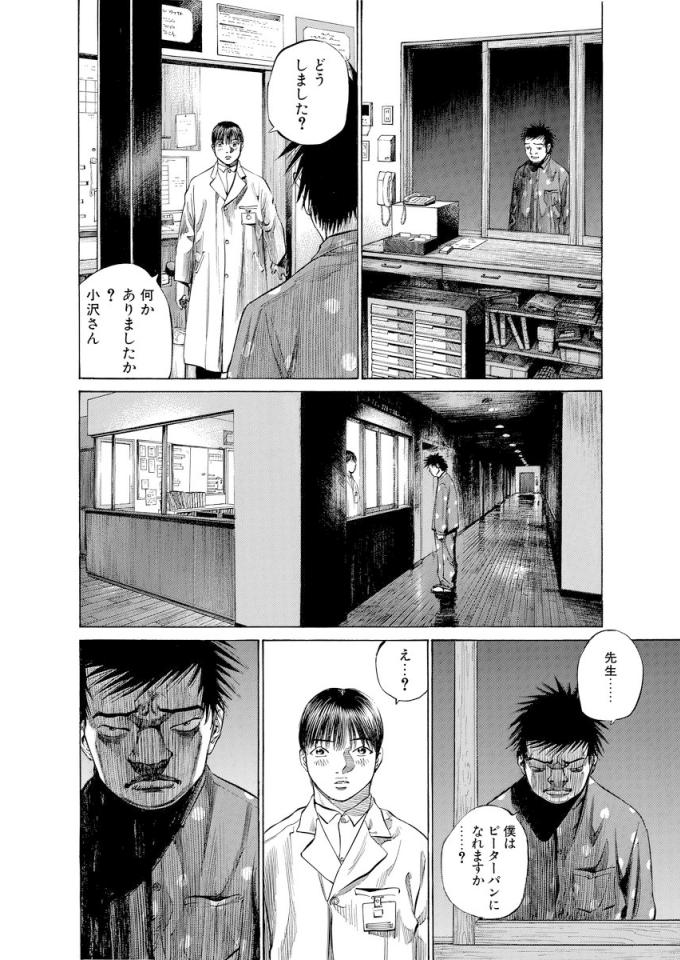 どう
しました？
何か
ありましたか
？
小沢さん
先生……
僕は
ピーターパンに
なれますか
……？
え…？